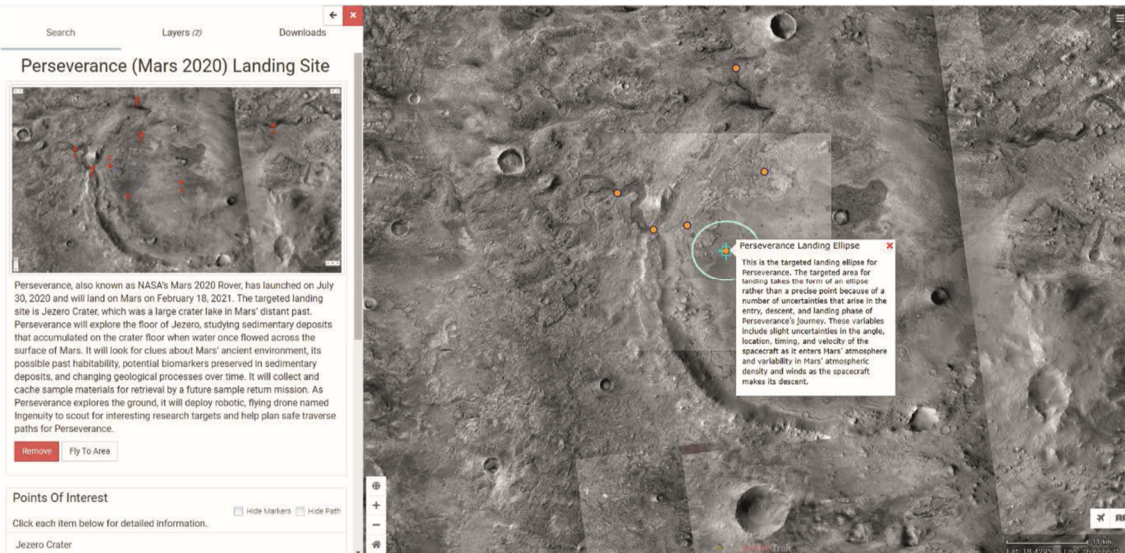 Search
Layers (2)
Downloads
Perseverance (Mars 2020) Landing Site
Perseverance, also known as NASA's Mars 2020 Rover, has launched on July
30, 2020 and will land on Mars on February 18, 2021. The targeted landing
site is Jezero Crater, which was a large crater lake in Mars' distant past.
Perseverance will explore the floor of Jezero, studying sedimentary deposits
that accumulated on the crater floor when water once flowed across the
surface of Mars. It will look for clues about Mars' ancient environment, its
possible past habitability, potential biomarkers preserved in sedimentary
deposits, and changing geological processes over time. It will collect and
cache sample materials for retrieval by a future sample return mission. As
Perseverance explores the ground, it will deploy robotic, flying drone named
Ingenuity to scout for interesting research targets and help plan safe traverse
paths for Perseverance.
Remove
Fly To Area
Points Of Interest
Hide Markers
Hide Path
Click each item below for detailed information.
Jezero Crater
Perseverance Landing Ellipse
This is the targeted landing ellipse for
Perseverance. The targeted area for
landing takes the form of an ellipse
rather than a precise point because of a
number of uncertainties that arise in the
entry, descent, and landing phase of
Perseverance's journey. These variables
include slight uncertainties in the angle,
location, timing, and velocity of the
spacecraft as it enters Mars' atmosphere
and variability in Mars' atmospheric
density and winds as the spacecraft
makes its descent.